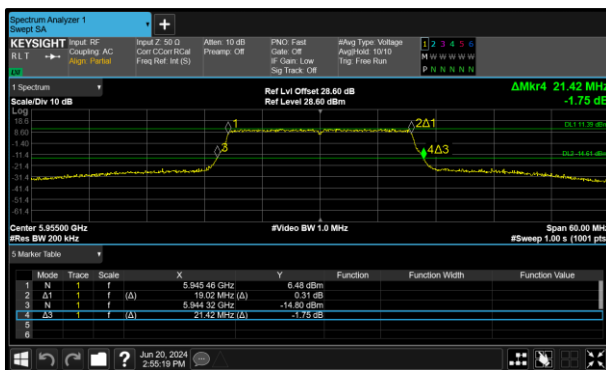 Spectrum Analyzer 1
Swept SA
+
KEYSIGHT Input: RF Input Z: 50 Ω Atten: 10 dB PNO: Fast #Avg Type: Voltage 1 2 3 4 5 6
RLT Coupling: AC Corr CCorr RCal Preamp: Off Gate: Off Avg|Hold: 10/10 M W W W W W
Align: Partial Freq Ref: Int (S) IF Gain: Low Trig: Free Run P N N N N N
Sig Track: Off
1 Spectrum Ref Lvl Offset 28.60 dB ΔMkr4 21.42 MHz
Scale/Div 10 dB Ref Level 28.60 dBm -1.75 dB
Log
18.6 1 2Δ1 DL1 11.39 dBm
8.60
-1.40
-11.4 3 4Δ3 DL2 -14.61 dBm
-21.4
-31.4
-41.4
-51.4
-61.4
Center 5.95500 GHz #Video BW 1.0 MHz Span 60.00 MHz
#Res BW 200 kHz #Sweep 1.00 s (1001 pts)
5 Marker Table
Mode Trace Scale X Y Function Function Width Function Value
1 N 1 f 5.945 46 GHz 6.48 dBm
2 Δ1 1 f (Δ) 19.02 MHz (Δ) 0.31 dB
3 N 1 f 5.944 32 GHz -14.80 dBm
4 Δ3 1 f (Δ) 21.42 MHz (Δ) -1.75 dB
5
6
? Jun 20, 2024
2:55:19 PM